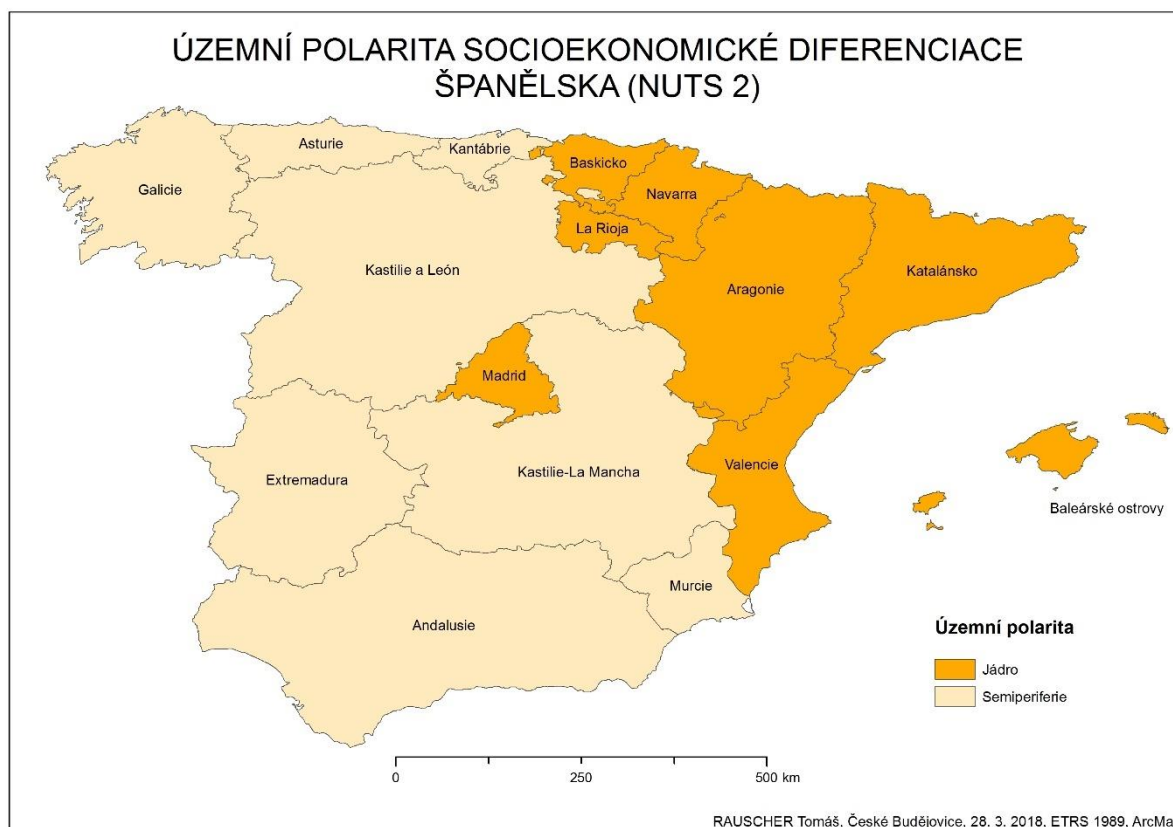 ÚZEMNÍ POLARITA SOCIOEKONOMICKÉ DIFERENCIACE
ŠPANĚLSKA (NUTS 2)
Asturie
Kantábrie
Baskicko
Galicie
Navarra
La Rioja
Kastilie a León
Katalánsko
Aragonie
Madrid
Valencie
Kastilie-La Mancha
Extremadura
Baleárské ostrovy
Murcie
Andalusie
Územní polarita
Jádro
Semiperiferie
0 250 500 km
RAUSCHER Tomáš, České Budějovice, 28. 3. 2018, ETRS 1989, ArcMa